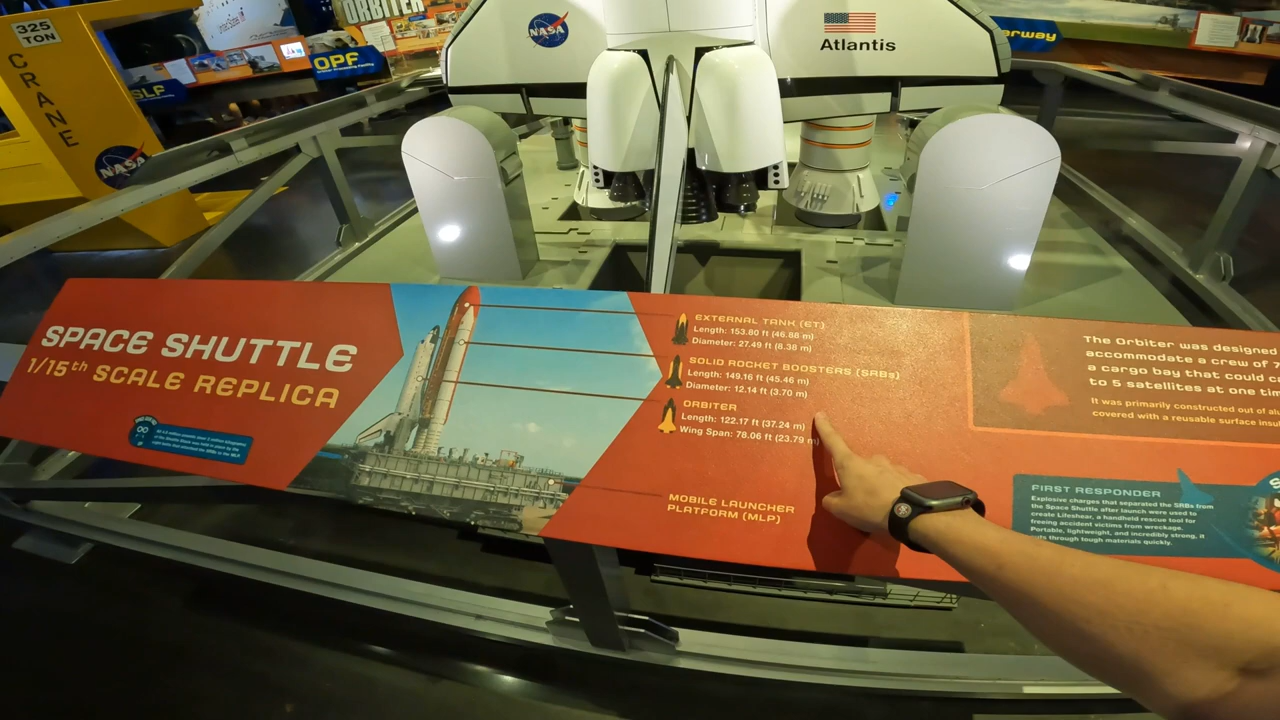 325
TON
CRANE
NASA
SLF
OPF
Orbiter Processing Facility
ORBITER
NASA
Atlantis
SPACE SHUTTLE
1/15th SCALE REPLICA
EXTERNAL TANK (ET)
Length: 153.80 ft (46.88 m)
Diameter: 27.49 ft (8.38 m)
SOLID ROCKET BOOSTERS (SRBs)
Length: 149.16 ft (45.46 m)
Diameter: 12.14 ft (3.70 m)
ORBITER
Length: 122.17 ft (37.24 m)
Wing Span: 78.06 ft (23.79 m)
MOBILE LAUNCHER
PLATFORM (MLP)
The Orbiter was designed
accommodate a crew of 7
a cargo bay that could
to 5 satellites at one
It was primarily constructed out of
covered with a reusable surface
FIRST RESPONDER
Explosive charges that separated the SRBs from
the Space Shuttle after launch were used to
create Lifeshear, a handheld rescue tool for
freeing accident victims from wreckage.
Portable, lightweight, and incredibly strong, it
cuts through tough materials quickly.